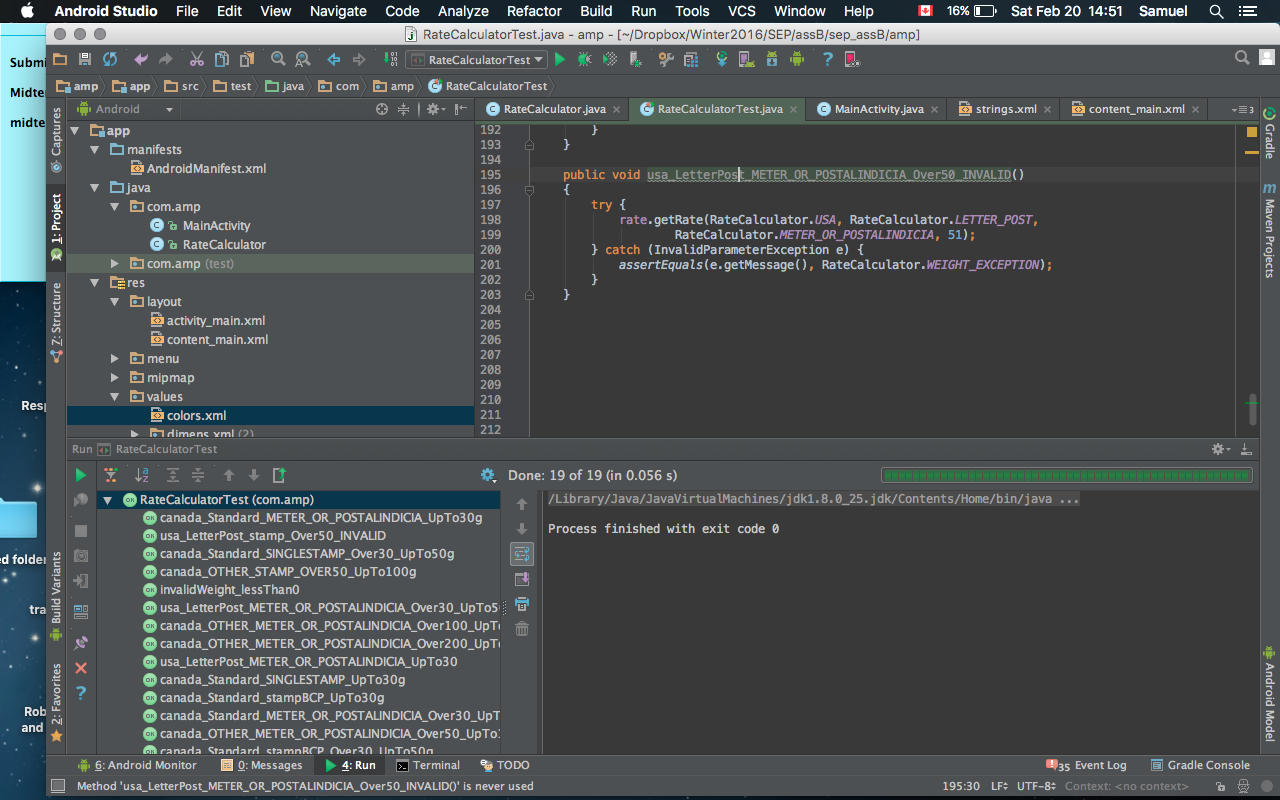 Android Studio File Edit View Navigate Code Analyze Refactor Build Run Tools VCS Window Help 16% Sat Feb 20 14:51 Samuel
RateCalculatorTest.java - amp - [~/Dropbox/Winter2016/SEP/assB/sep_assB/amp]
RateCalculatorTest
amp app src test java com amp RateCalculatorTest
Android
RateCalculator.java RateCalculatorTest.java MainActivity.java strings.xml content_main.xml 3
Submi
Midte
midte
Resp
ed folder
tra
Rob
and
Captures
1: Project
Z: Structure
Build Variants
2: Favorites
app
manifests
AndroidManifest.xml
java
com.amp
MainActivity
RateCalculator
com.amp (test)
res
layout
activity_main.xml
content_main.xml
menu
mipmap
values
colors.xml
dimens.xml (2)
192 }
193 }
194
195 public void usa_LetterPost_METER_OR_POSTALINDICIA_Over50_INVALID()
196 {
197 try {
198 rate.getRate(RateCalculator.USA, RateCalculator.LETTER_POST,
199 RateCalculator.METER_OR_POSTALINDICIA, 51);
200 } catch (InvalidParameterException e) {
201 assertEquals(e.getMessage(), RateCalculator.WEIGHT_EXCEPTION);
202 }
203 }
204
205
206
207
208
209
210
211
212
Gradle
Maven Projects
Android Model
Run RateCalculatorTest
Done: 19 of 19 (in 0.056 s)
RateCalculatorTest (com.amp)
canada_Standard_METER_OR_POSTALINDICIA_UpTo30g
usa_LetterPost_stamp_Over50_INVALID
canada_Standard_SINGLESTAMP_Over30_UpTo50g
canada_OTHER_STAMP_OVER50_UpTo100g
invalidWeight_lessThan0
usa_LetterPost_METER_OR_POSTALINDICIA_Over30_UpTo5
canada_OTHER_METER_OR_POSTALINDICIA_Over100_UpT
canada_OTHER_METER_OR_POSTALINDICIA_Over200_UpT
usa_LetterPost_METER_OR_POSTALINDICIA_UpTo30
canada_Standard_SINGLESTAMP_UpTo30g
canada_Standard_stampBCP_UpTo30g
canada_Standard_METER_OR_POSTALINDICIA_Over30_UpT
canada_OTHER_METER_OR_POSTALINDICIA_Over50_UpTo
canada_Standard_stampBCP_Over30_UpTo50g
/Library/Java/JavaVirtualMachines/jdk1.8.0_25.jdk/Contents/Home/bin/java ...
Process finished with exit code 0
6: Android Monitor 0: Messages 4: Run Terminal TODO 35 Event Log Gradle Console
Method 'usa_LetterPost_METER_OR_POSTALINDICIA_Over50_INVALID()' is never used 195:30 LF UTF-8 Context: <no context>